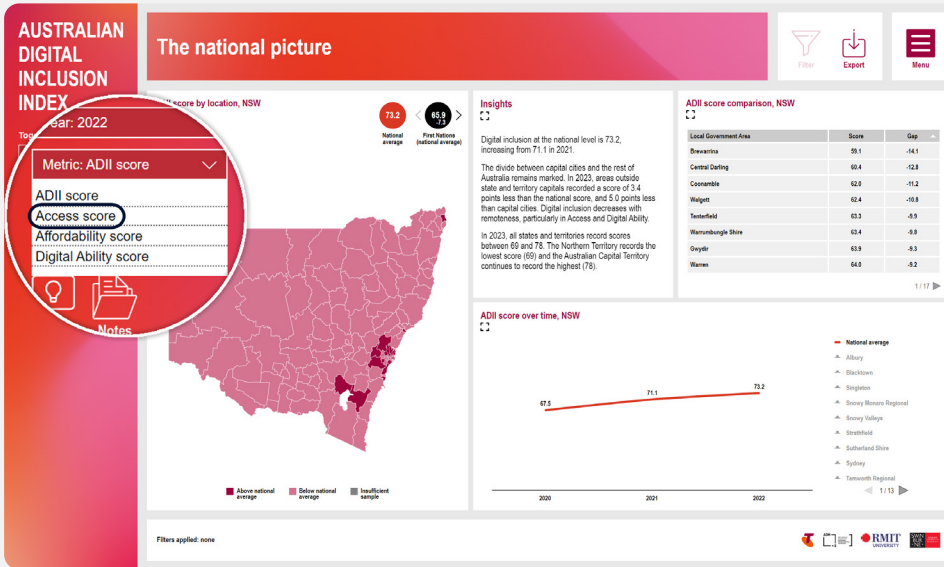 AUSTRALIAN
DIGITAL
INCLUSION
INDEX
The national picture
Filter
Export
Menu
score by location, NSW
73.2
National
average
65.9
-7.3
First Nations
(national average)
ear: 2022
Metric: ADII score
ADII score
Access score
Affordability score
Digital Ability score
Notes
Above national
average
Below national
average
Insufficient
sample
Insights
Digital inclusion at the national level is 73.2,
increasing from 71.1 in 2021.
The divide between capital cities and the rest of
Australia remains marked. In 2023, areas outside
state and territory capitals recorded a score of 3.4
points less than the national score, and 5.0 points less
than capital cities. Digital inclusion decreases with
remoteness, particularly in Access and Digital Ability.
In 2023, all states and territories record scores
between 69 and 78. The Northern Territory records the
lowest score (69) and the Australian Capital Territory
continues to record the highest (78).
ADII score comparison, NSW
Local Government Area Score Gap
Brewarrina 59.1 -14.1
Central Darling 60.4 -12.8
Coonamble 62.0 -11.2
Walgett 62.4 -10.8
Tenterfield 63.3 -9.9
Warrumbungle Shire 63.4 -9.8
Gwydir 63.9 -9.3
Warren 64.0 -9.2
1 / 17
ADII score over time, NSW
67.5
71.1
73.2
2020
2021
2022
National average
Albury
Blacktown
Singleton
Snowy Monaro Regional
Snowy Valleys
Strathfield
Sutherland Shire
Sydney
Tamworth Regional
1 / 13
Filters applied: none
RMIT
UNIVERSITY
SWIN
BUR
NE